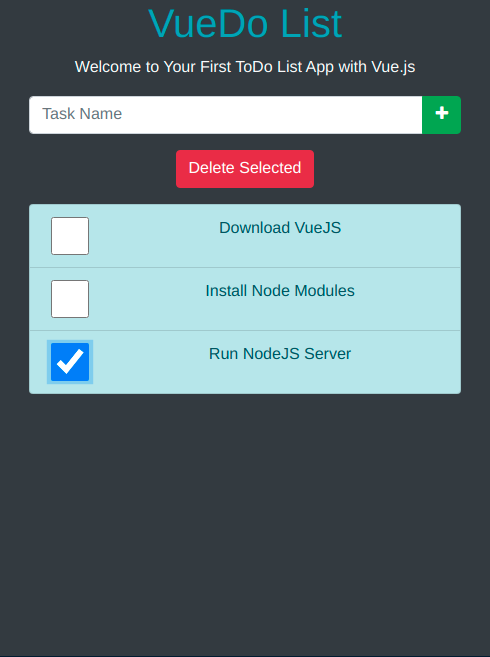 VueDo List
Welcome to Your First ToDo List App with Vue.js
Task Name
Delete Selected
Download VueJS
Install Node Modules
Run NodeJS Server